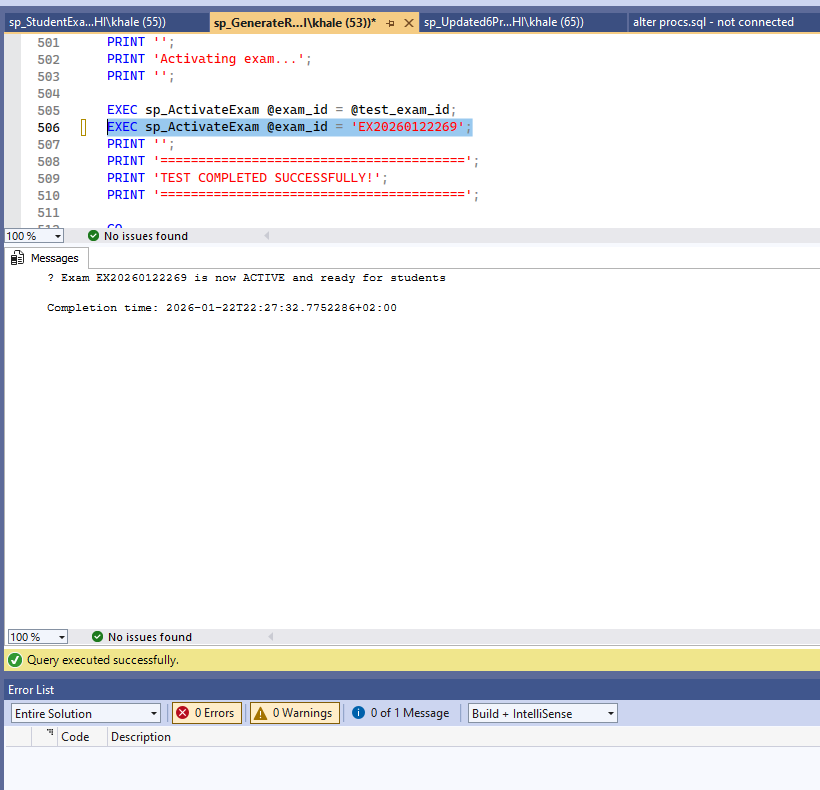 sp_StudentExa...HI\khale (55))
sp_GenerateR...I\khale (53))*
sp_Updated6Pr...HI\khale (65))
alter procs.sql - not connected
501 PRINT '';
502 PRINT 'Activating exam...';
503 PRINT '';
504
505 EXEC sp_ActivateExam @exam_id = @test_exam_id;
506 EXEC sp_ActivateExam @exam_id = 'EX20260122269';
507 PRINT '';
508 PRINT '========================================';
509 PRINT 'TEST COMPLETED SUCCESSFULLY!';
510 PRINT '========================================';
511
512 GO
100 % No issues found
Messages
? Exam EX20260122269 is now ACTIVE and ready for students
Completion time: 2026-01-22T22:27:32.7752286+02:00
100 % No issues found
Query executed successfully.
Error List
Entire Solution 0 Errors 0 Warnings 0 of 1 Message Build + IntelliSense
Code Description